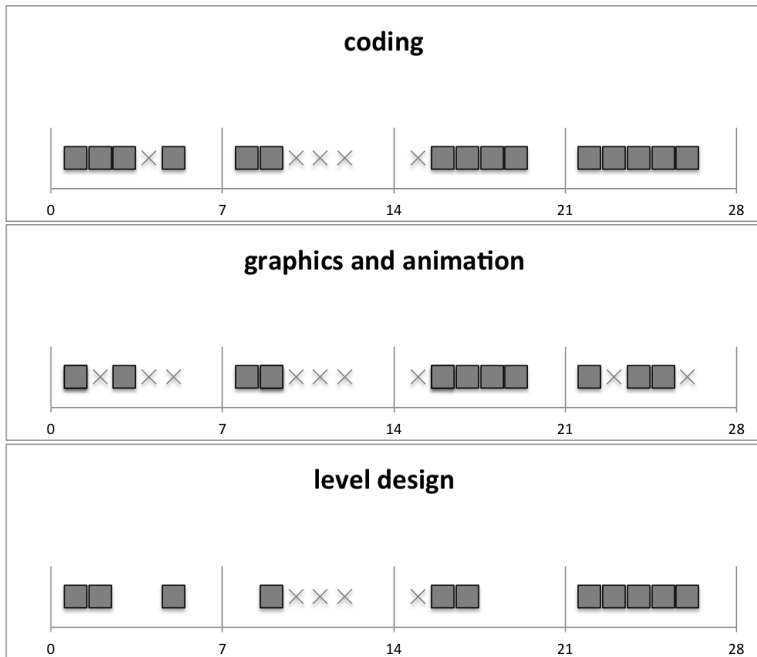 coding
0 7 14 21 28
graphics and animation
0 7 14 21 28
level design
0 7 14 21 28